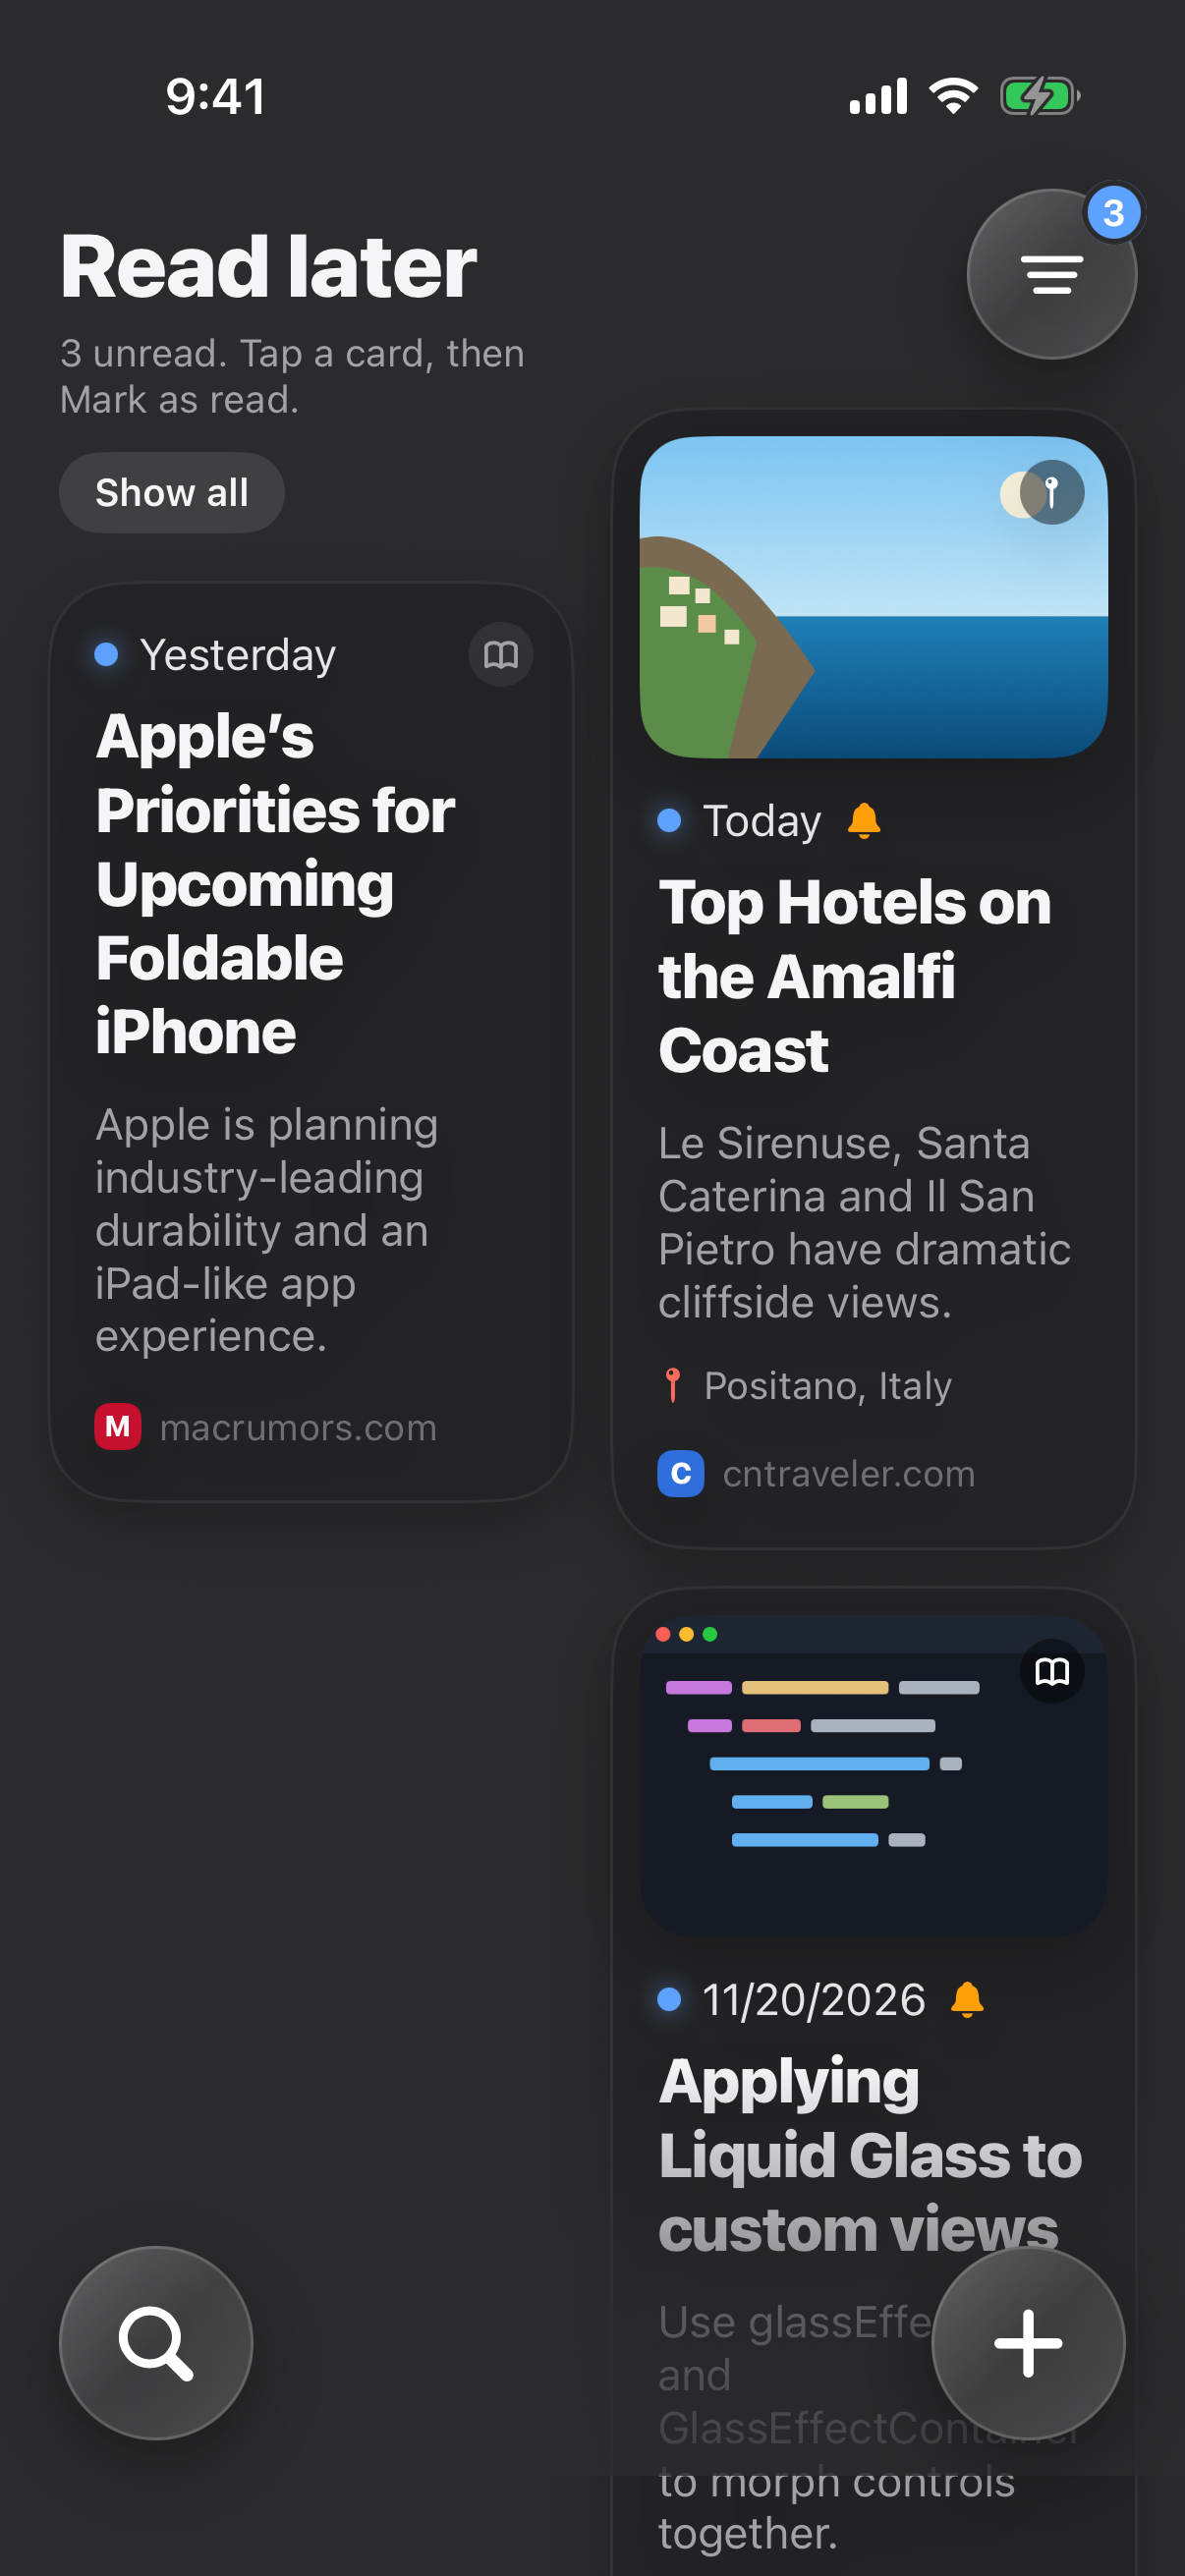 9:41
3
Read later
3 unread. Tap a card, then
Mark as read.
Show all
Yesterday
Apple’s
Priorities for
Upcoming
Foldable
iPhone
Apple is planning
industry-leading
durability and an
iPad-like app
experience.
M macrumors.com
Today
Top Hotels on
the Amalfi
Coast
Le Sirenuse, Santa
Caterina and Il San
Pietro have dramatic
cliffside views.
Positano, Italy
C cntraveler.com
11/20/2026
Applying
Liquid Glass to
custom views
Use glassEffe
and
GlassEffectContainer
to morph controls
together.